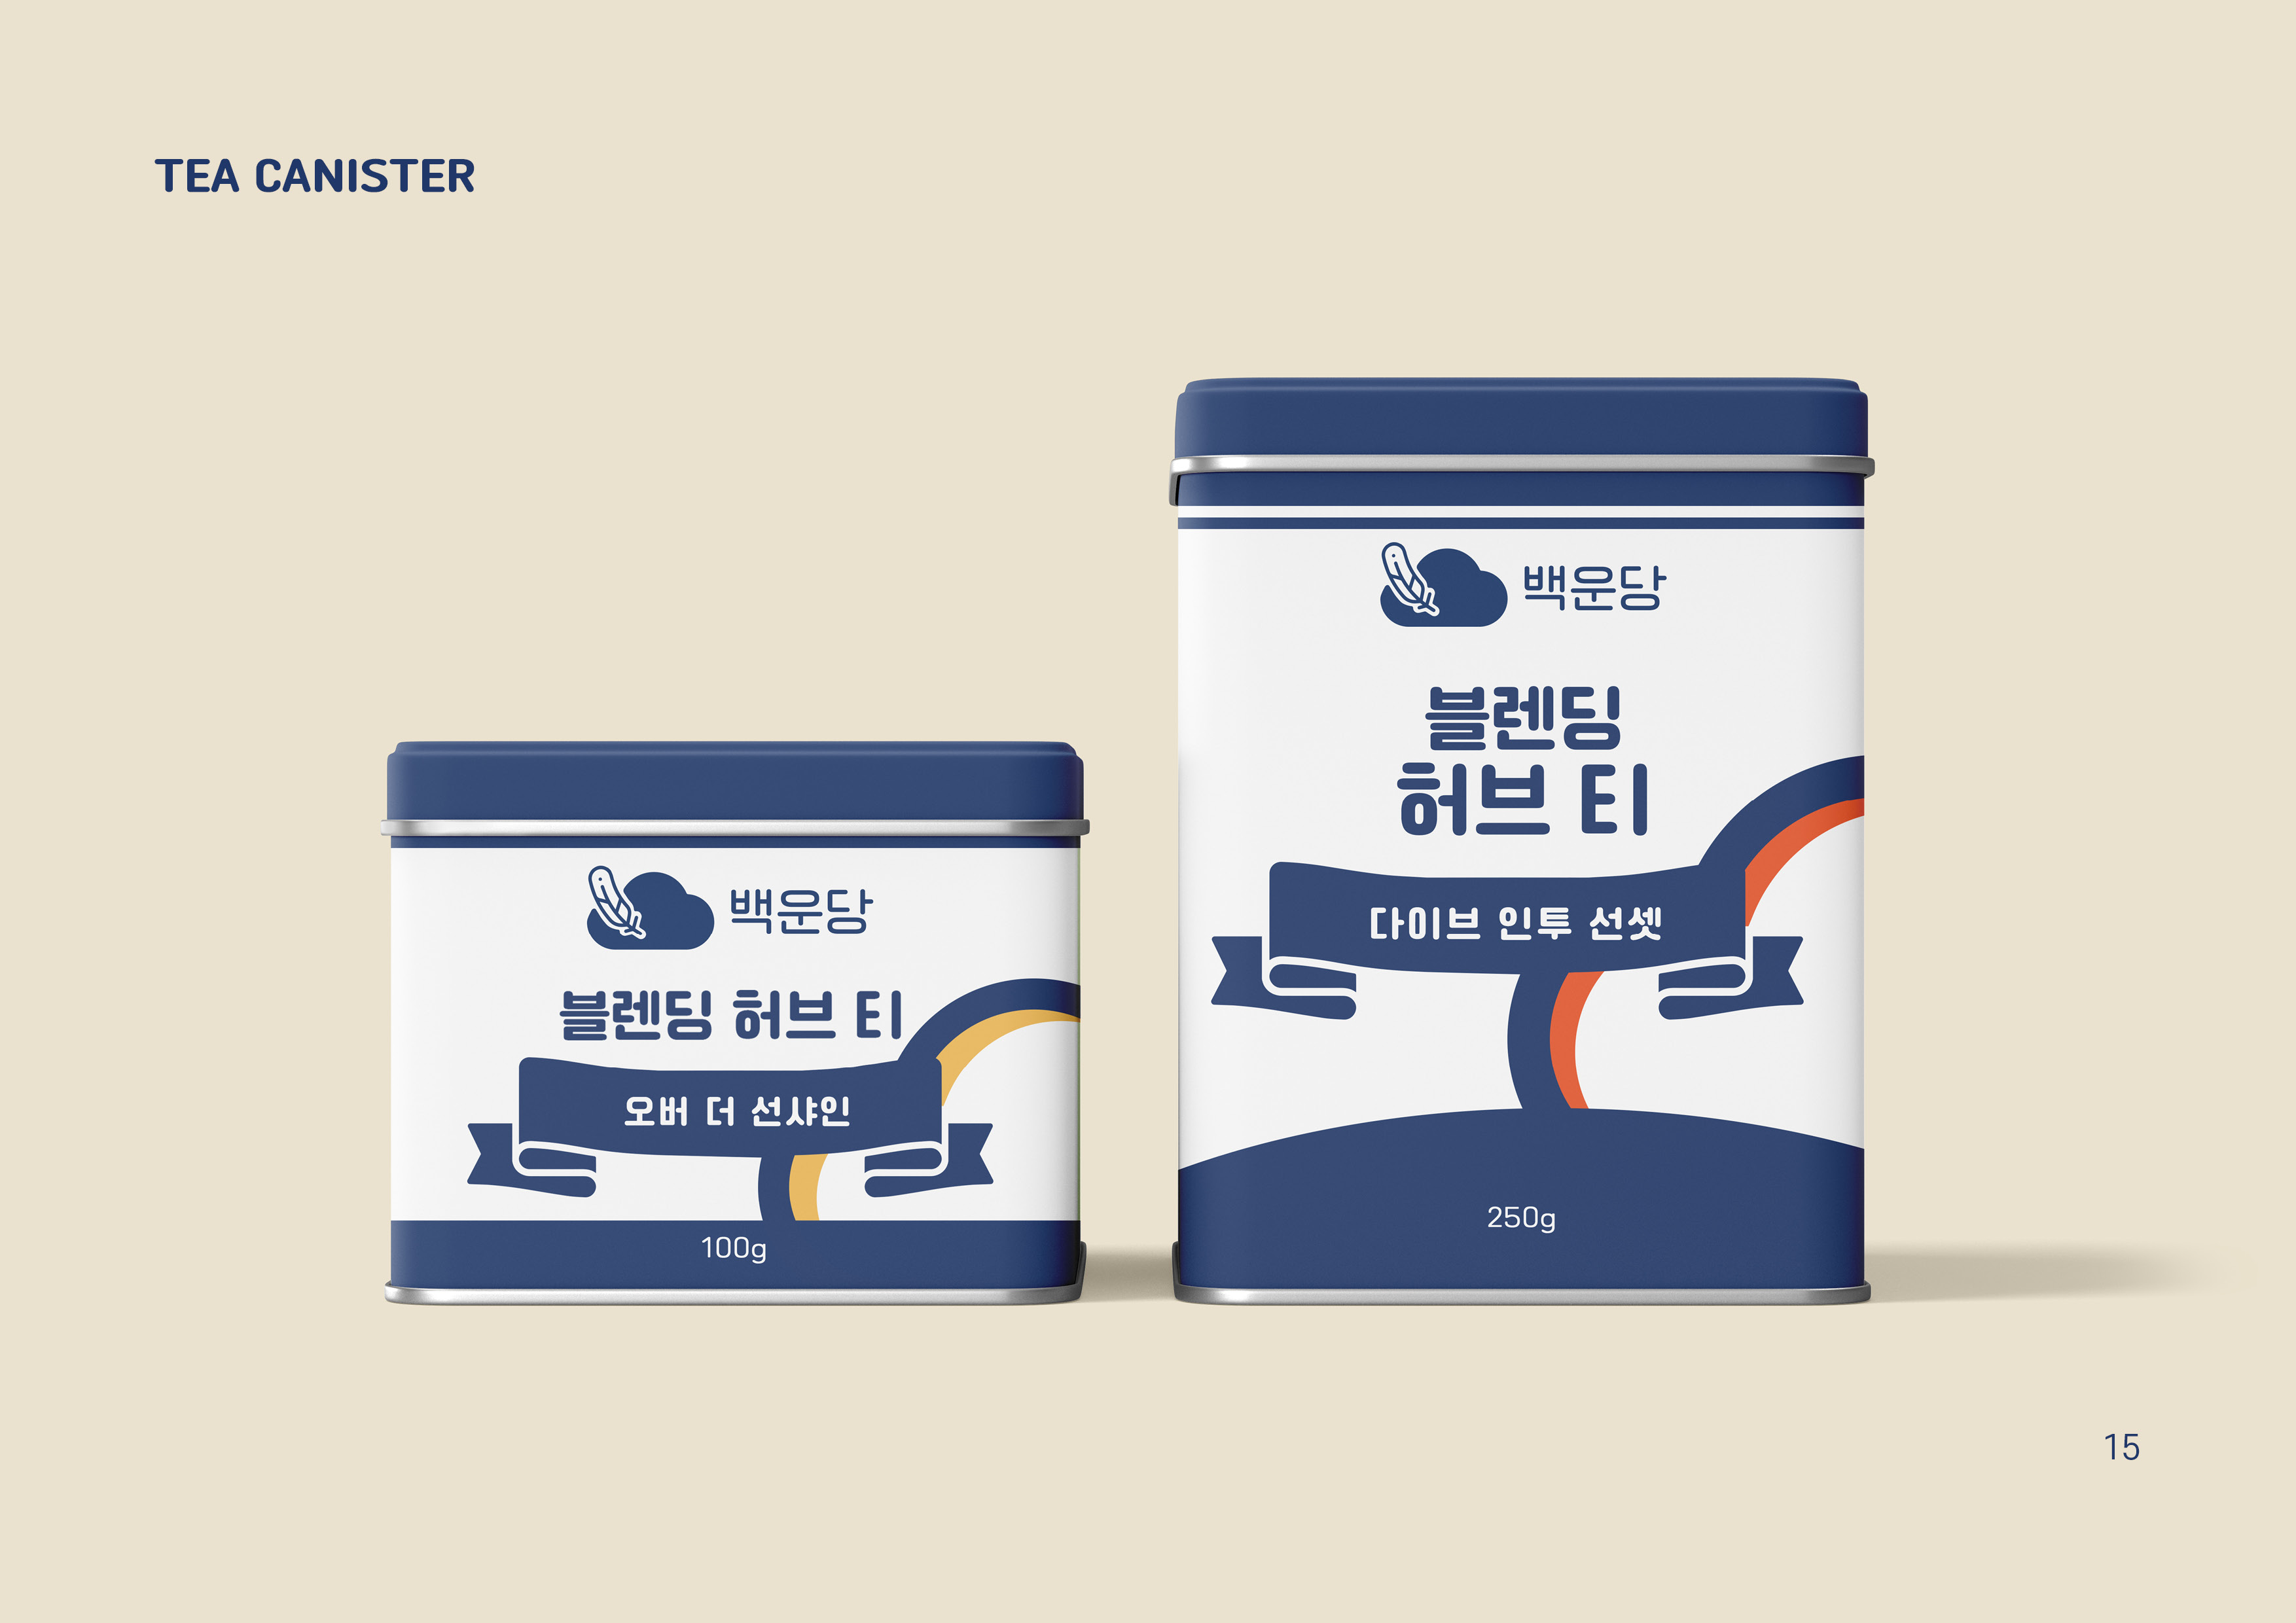 TEA CANISTER
백운당
블렌딩 허브 티
오버 더 선샤인
100g
백운당
블렌딩
허브 티
다이브 인투 선셋
250g
15